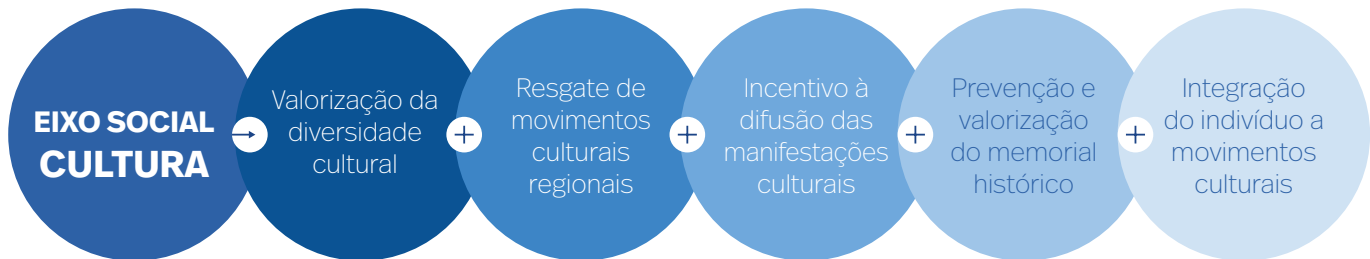 EIXO SOCIAL
CULTURA
Valorização da
diversidade
cultural
Resgate de
movimentos
culturais
regionais
Incentivo à
difusão das
manifestações
culturais
Prevenção e
valorização
do memorial
histórico
Integração
do indivíduo a
movimentos
culturais